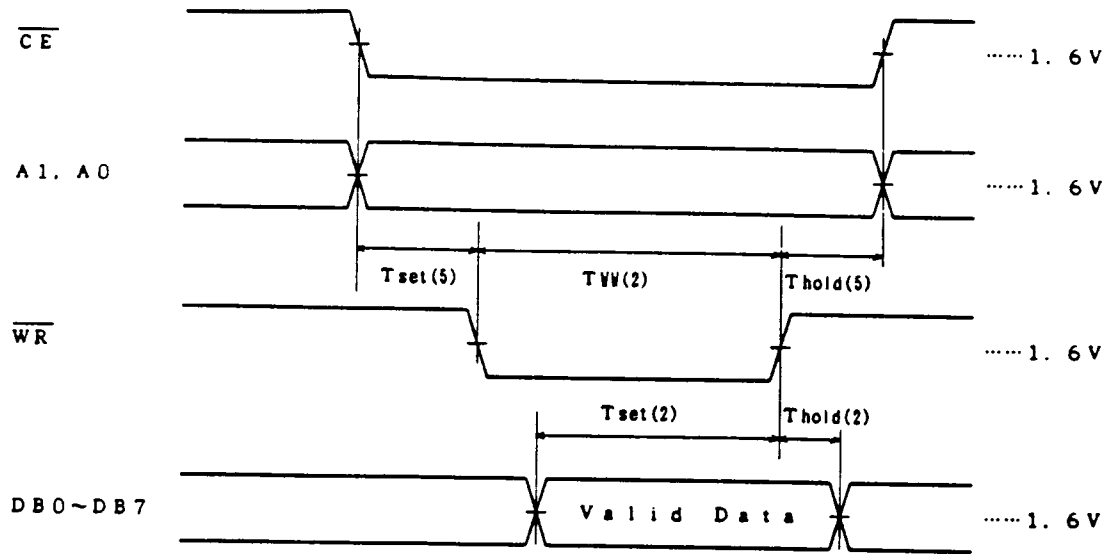 CE ……1. 6V
A1, A0 ……1. 6V
Tset(5) TWW(2) Thold(5)
WR ……1. 6V
Tset(2) Thold(2)
DB0~DB7 Valid Data ……1. 6V